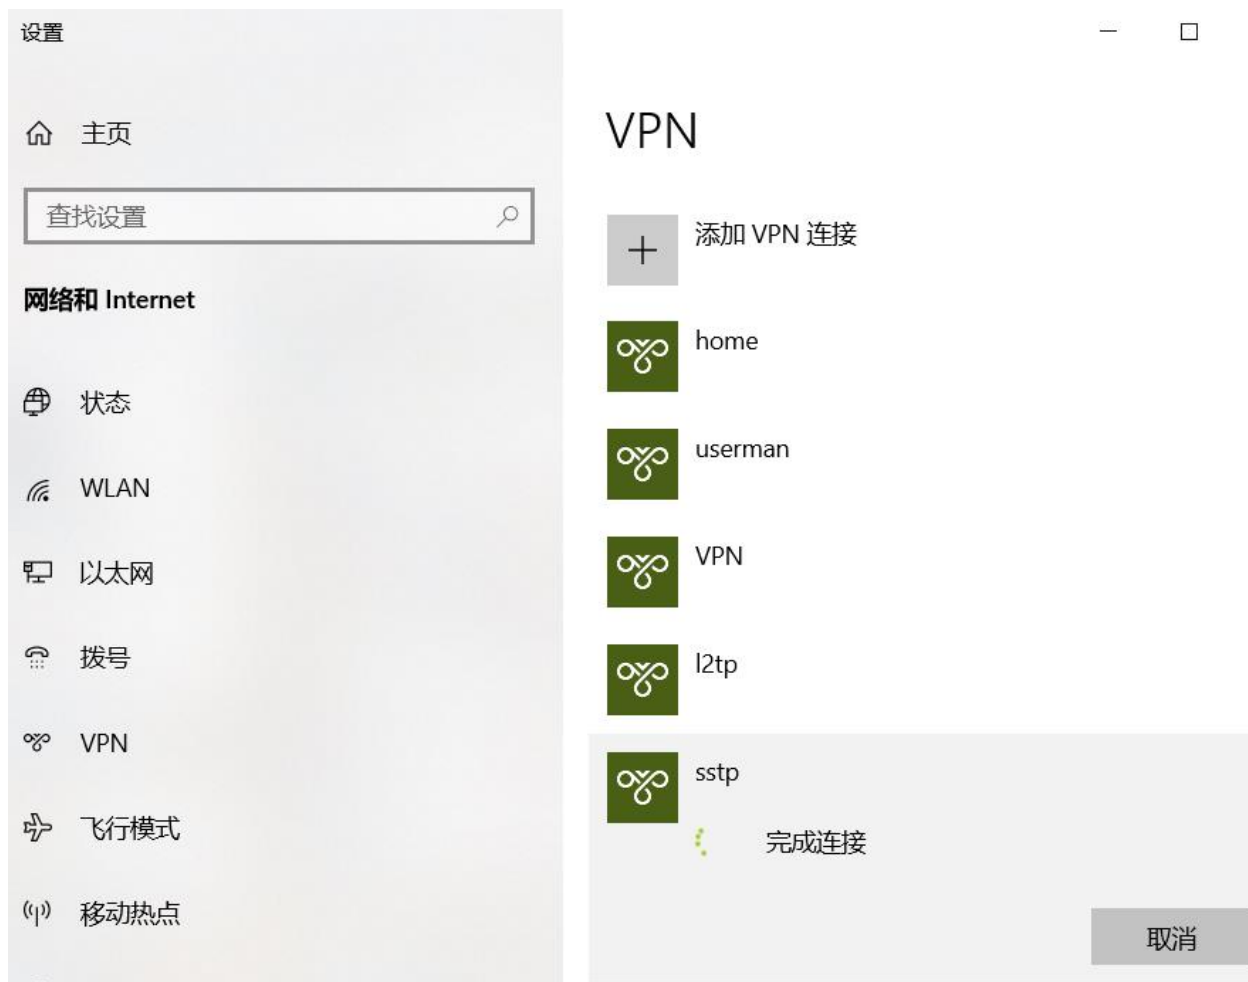 设置
主页
查找设置
网络和 Internet
状态
WLAN
以太网
拨号
VPN
飞行模式
移动热点
VPN
添加 VPN 连接
home
userman
VPN
l2tp
sstp
完成连接
取消